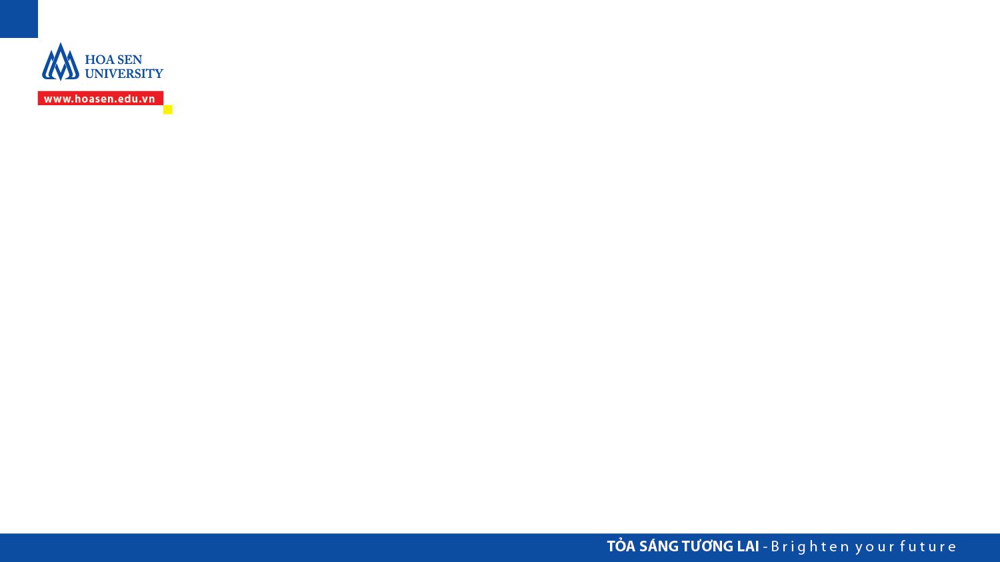 HOA SEN
UNIVERSITY
www.hoasen.edu.vn
TỎA SÁNG TƯƠNG LAI - Brighten your future